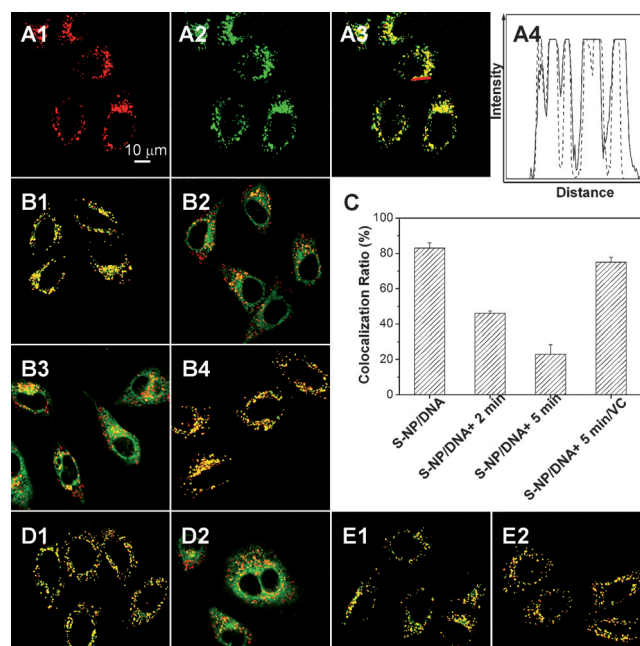 A1
A2
A3
A4
10 μm
Intensity
Distance
B1
B2
C
100
80
60
40
20
0
Colocalization Ratio (%)
S-NP/DNA
S-NP/DNA+ 2 min
S-NP/DNA+ 5 min
S-NP/DNA+ 5 min/VC
B3
B4
D1
D2
E1
E2